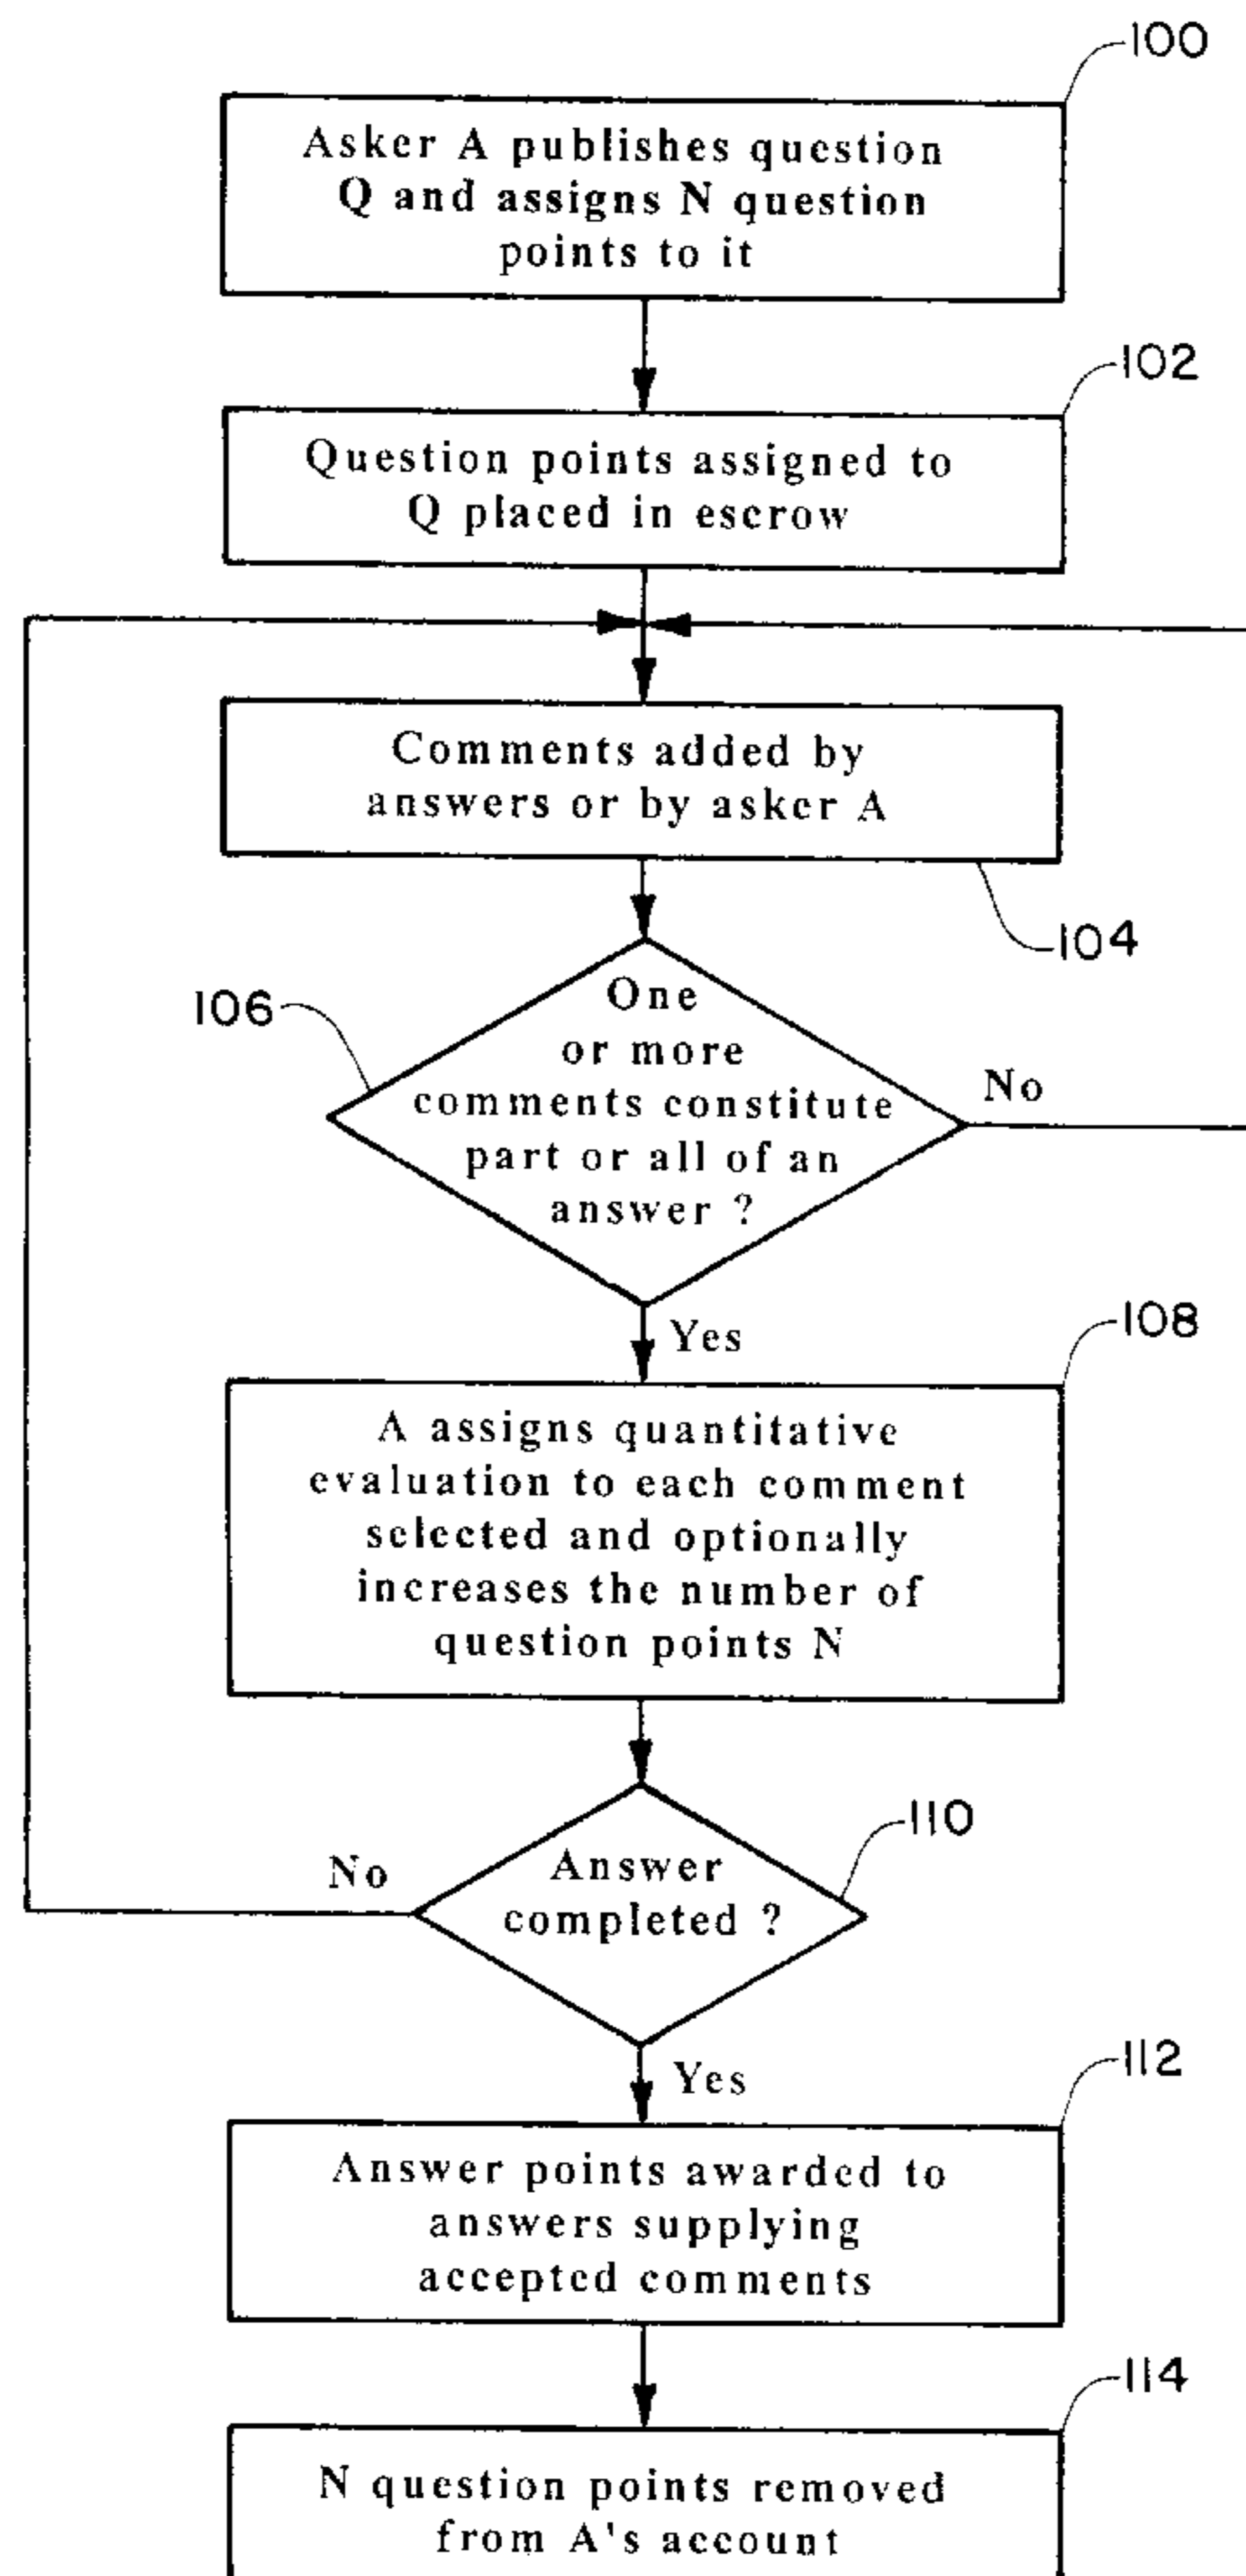 100
Asker A publishes question
Q and assigns N question
points to it
102
Question points assigned to
Q placed in escrow
Comments added by
answers or by asker A
104
106
One
or more
comments constitute
part or all of an
answer ?
No
Yes
108
A assigns quantitative
evaluation to each comment
selected and optionally
increases the number of
question points N
110
Answer
completed ?
No
Yes
112
Answer points awarded to
answers supplying
accepted comments
114
N question points removed
from A's account